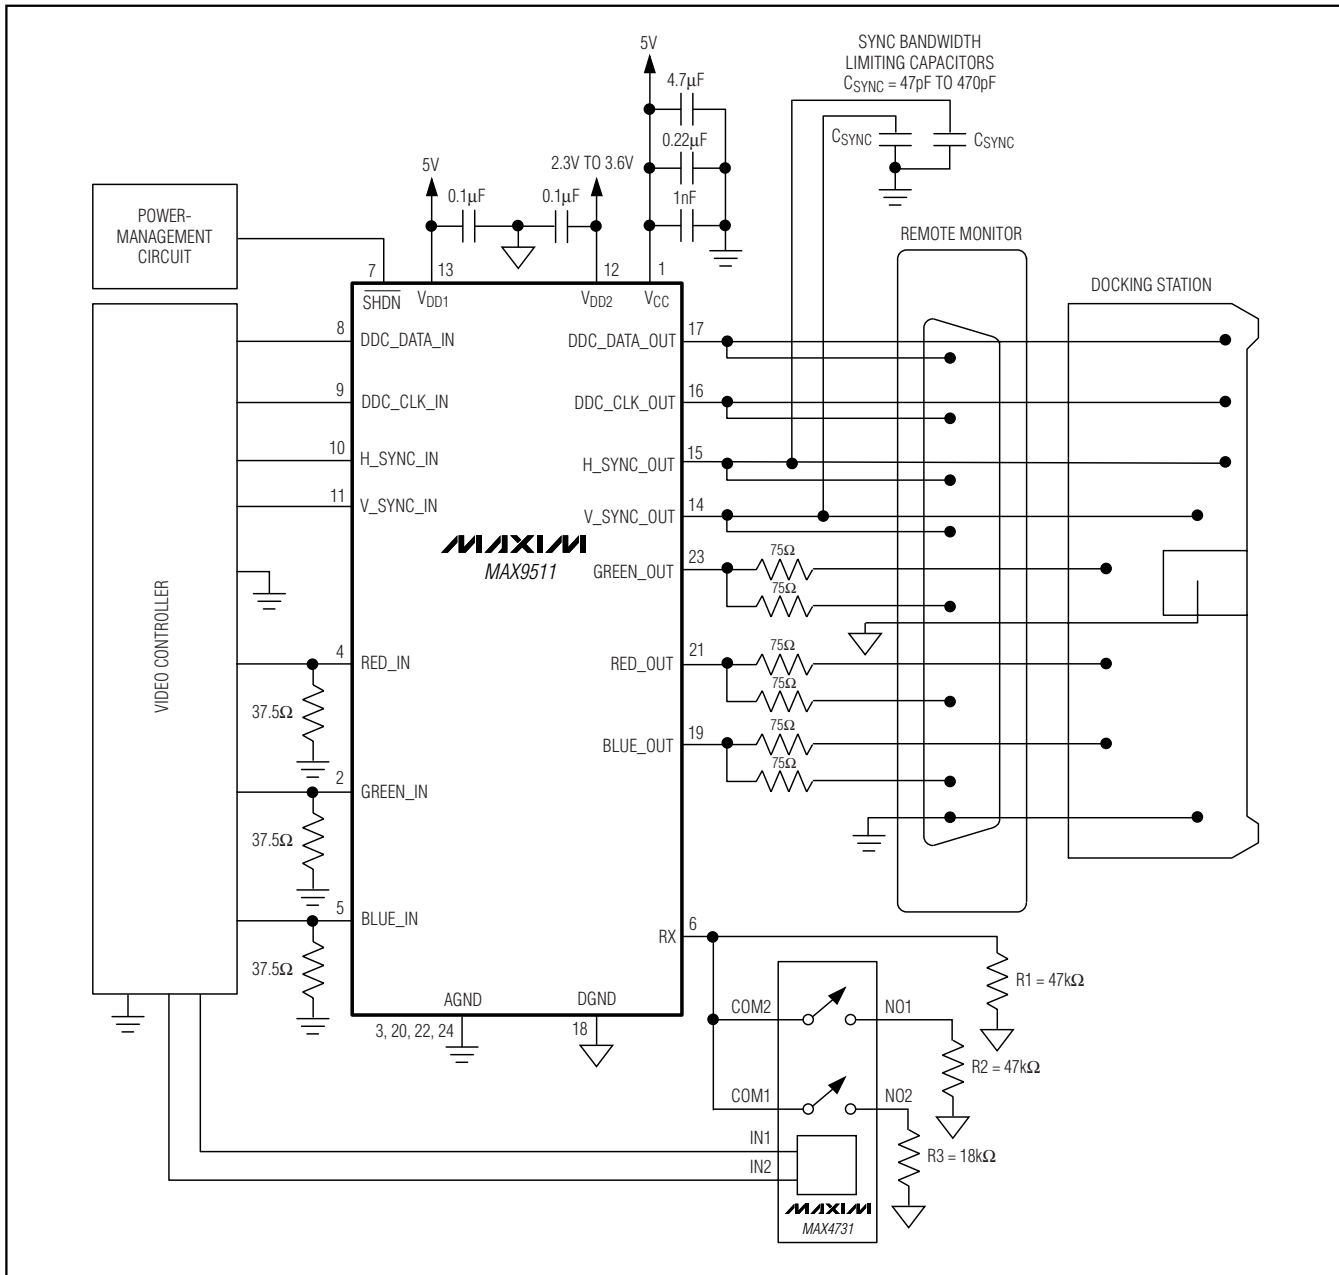 SYNC BANDWIDTH
LIMITING CAPACITORS
CSYNC = 47pF TO 470pF
5V
4.7µF
0.22µF
1nF
CSYNC
CSYNC
5V
0.1µF
0.1µF
2.3V TO 3.6V
POWER-
MANAGEMENT
CIRCUIT
REMOTE MONITOR
DOCKING STATION
7
13
12
1
SHDN
VDD1
VDD2
VCC
8
DDC_DATA_IN
DDC_DATA_OUT
17
9
DDC_CLK_IN
DDC_CLK_OUT
16
10
H_SYNC_IN
H_SYNC_OUT
15
11
V_SYNC_IN
V_SYNC_OUT
14
MAXIM
MAX9511
GREEN_OUT
23
75Ω
75Ω
VIDEO CONTROLLER
4
RED_IN
RED_OUT
21
75Ω
75Ω
37.5Ω
BLUE_OUT
19
75Ω
75Ω
2
GREEN_IN
37.5Ω
5
BLUE_IN
37.5Ω
RX
6
R1 = 47kΩ
AGND
DGND
3, 20, 22, 24
18
COM2
NO1
R2 = 47kΩ
COM1
NO2
R3 = 18kΩ
IN1
IN2
MAXIM
MAX4731